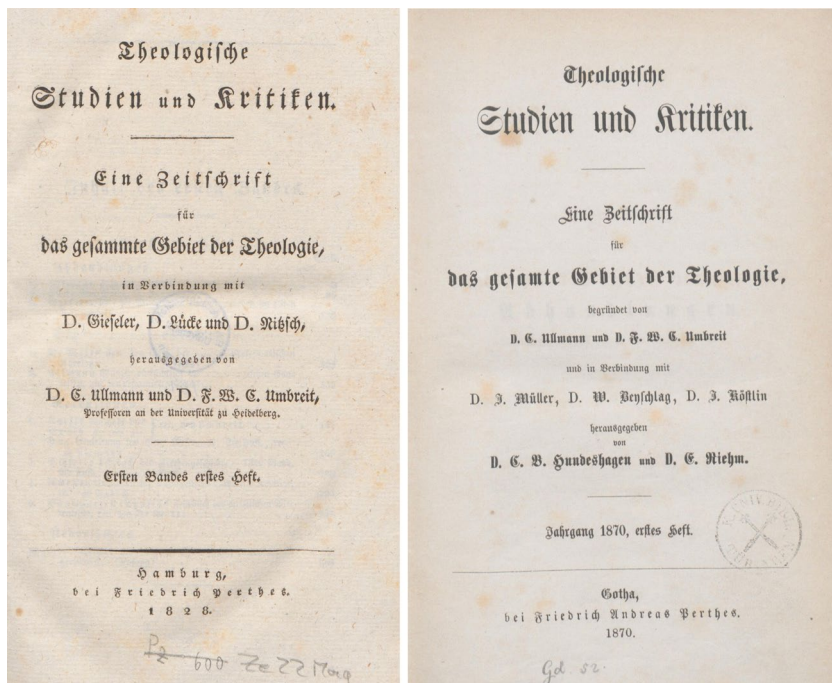 Theologische
Studien und Kritiken.
Eine Zeitschrift
für
das gesammte Gebiet der Theologie,
in Verbindung mit
D. Gieseler, D. Lücke und D. Nitzsch,
herausgegeben von
D. C. Ullmann und D. F. W. C. Umbreit,
Professoren an der Universität zu Heidelberg.
Ersten Bandes erstes Heft.
Hamburg,
bei Friedrich Perthes.
1828.
600 Ze 22
Theologische
Studien und Kritiken.
Eine Zeitschrift
für
das gesamte Gebiet der Theologie,
begründet von
D. C. Ullmann und D. F. W. C. Umbreit
und in Verbindung mit
D. J. Müller, D. W. Beyschlag, D. J. Köstlin
herausgegeben
von
D. C. B. Hundeshagen und D. E. Riehm.
Jahrgang 1870, erstes Heft.
Gotha,
bei Friedrich Andreas Perthes.
1870.
Gd. 52.